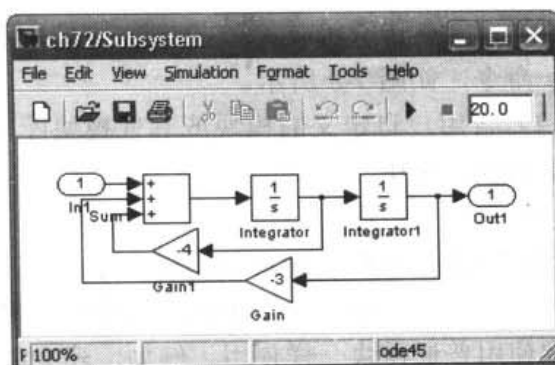 ch72/Subsystem
File Edit View Simulation Format Tools Help
20.0
1
In1
+
+
+
Sum
1
s
Integrator
1
s
Integrator1
1
Out1
-4
Gain1
-3
Gain
F 100%
ode45